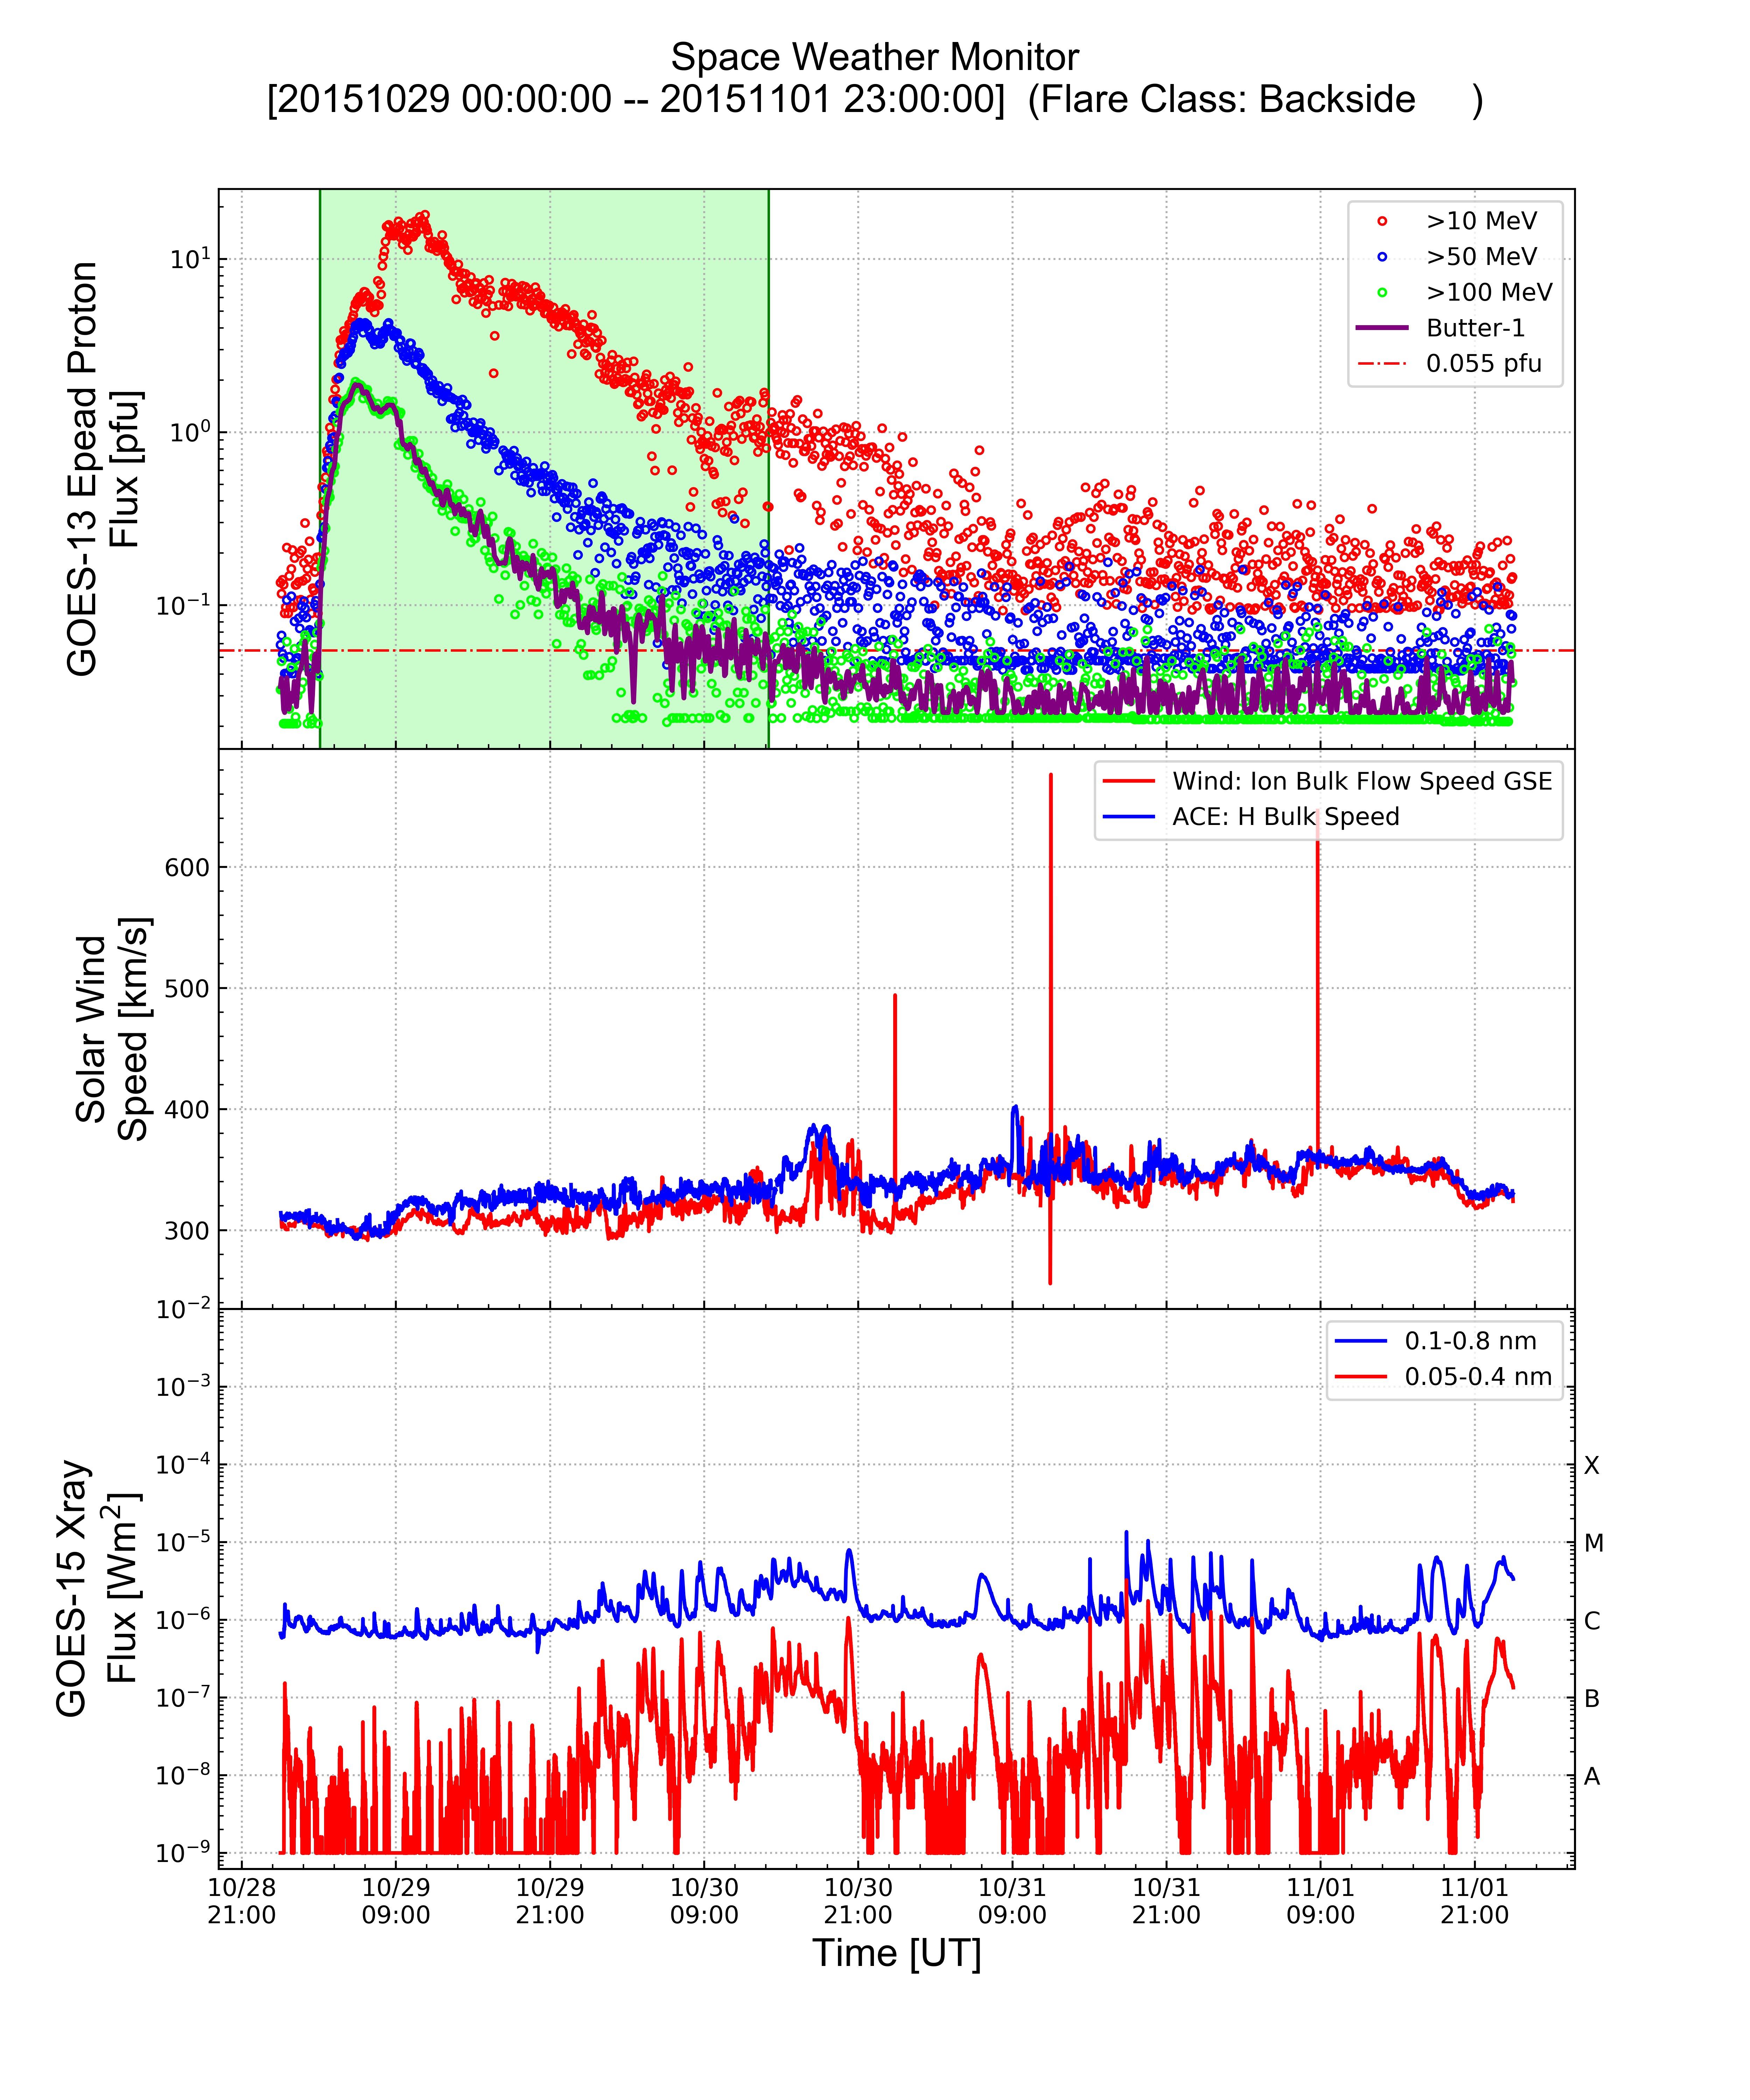 Space Weather Monitor
[20151029 00:00:00 -- 20151101 23:00:00]  (Flare Class: Backside      )
GOES-13 Epead Proton
Flux [pfu]
10¹
10⁰
10⁻¹
>10 MeV
>50 MeV
>100 MeV
Butter-1
0.055 pfu
Solar Wind
Speed [km/s]
600
500
400
300
Wind: Ion Bulk Flow Speed GSE
ACE: H Bulk Speed
GOES-15 Xray
Flux [Wm²]
10⁻²
10⁻³
10⁻⁴
10⁻⁵
10⁻⁶
10⁻⁷
10⁻⁸
10⁻⁹
0.1-0.8 nm
0.05-0.4 nm
X
M
C
B
A
10/28 10/29 10/29 10/30 10/30 10/31 10/31 11/01 11/01
21:00 09:00 21:00 09:00 21:00 09:00 21:00 09:00 21:00
Time [UT]